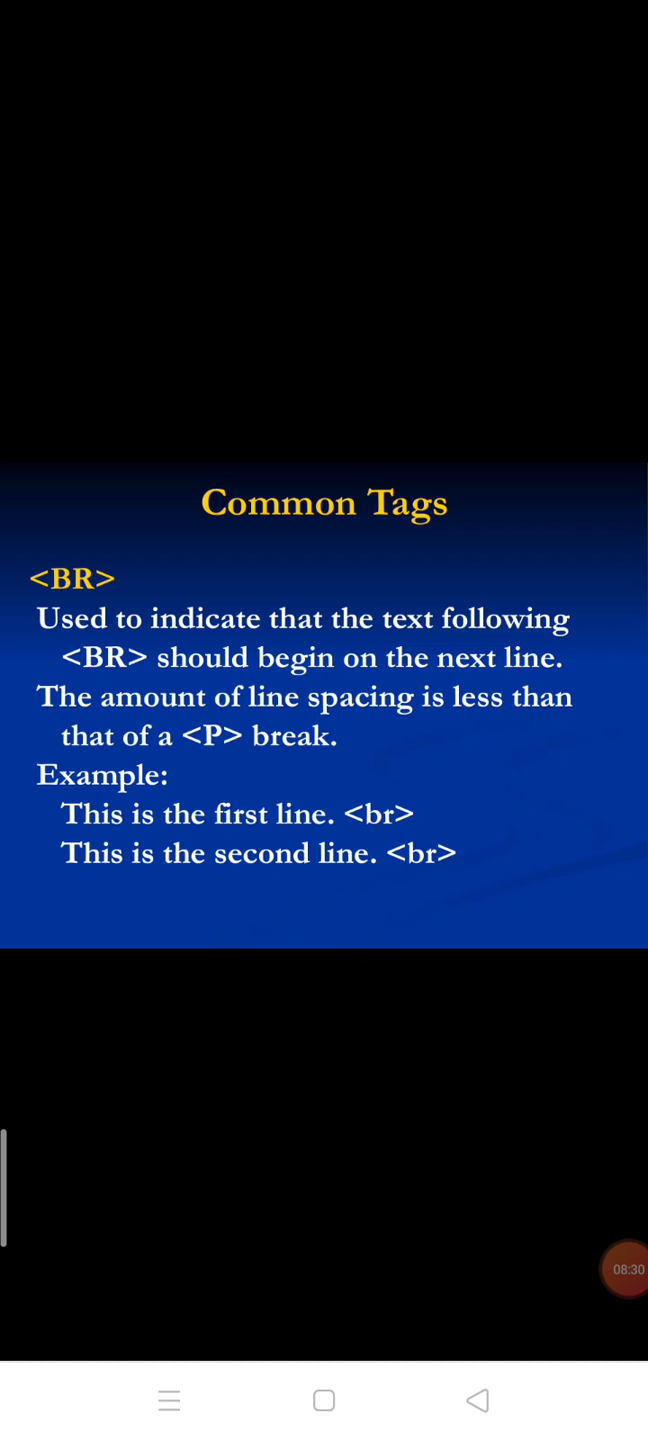 Common Tags
<BR>
Used to indicate that the text following
<BR> should begin on the next line.
The amount of line spacing is less than
that of a <P> break.
Example:
This is the first line. <br>
This is the second line. <br>
08:30